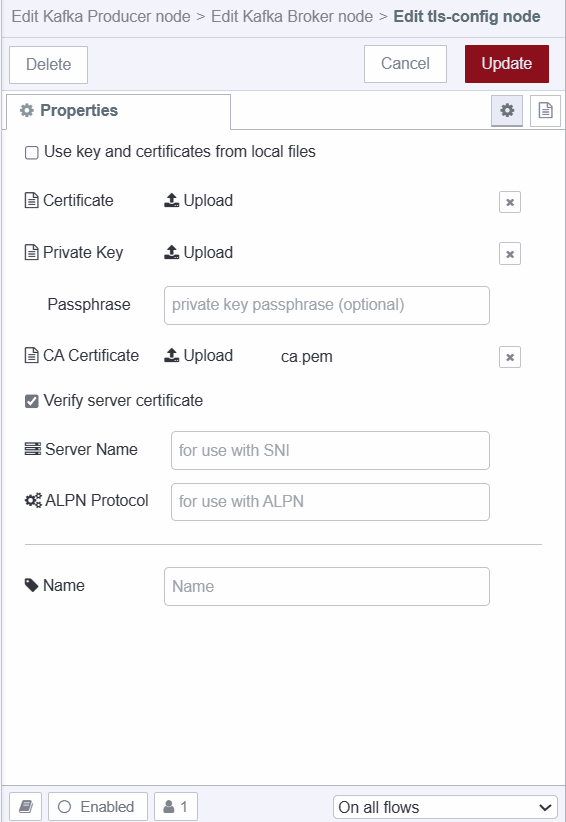 Edit Kafka Producer node > Edit Kafka Broker node > Edit tls-config node
Delete
Cancel
Update
Properties
Use key and certificates from local files
Certificate
Upload
Private Key
Upload
Passphrase
private key passphrase (optional)
CA Certificate
Upload
ca.pem
Verify server certificate
Server Name
for use with SNI
ALPN Protocol
for use with ALPN
Name
Name
Enabled
1
On all flows